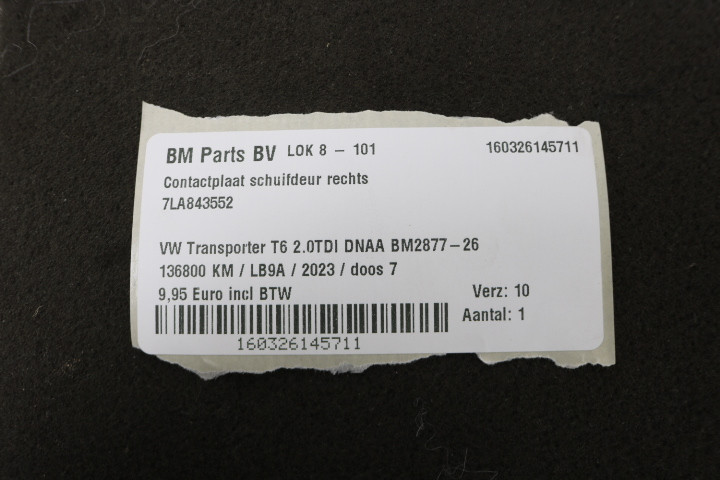 BM Parts BV LOK 8 - 101 160326145711
Contactplaat schuifdeur rechts
7LA843552
VW Transporter T6 2.0TDI DNAA BM2877-26
136800 KM / LB9A / 2023 / doos 7
9,95 Euro incl BTW Verz: 10
Aantal: 1
160326145711